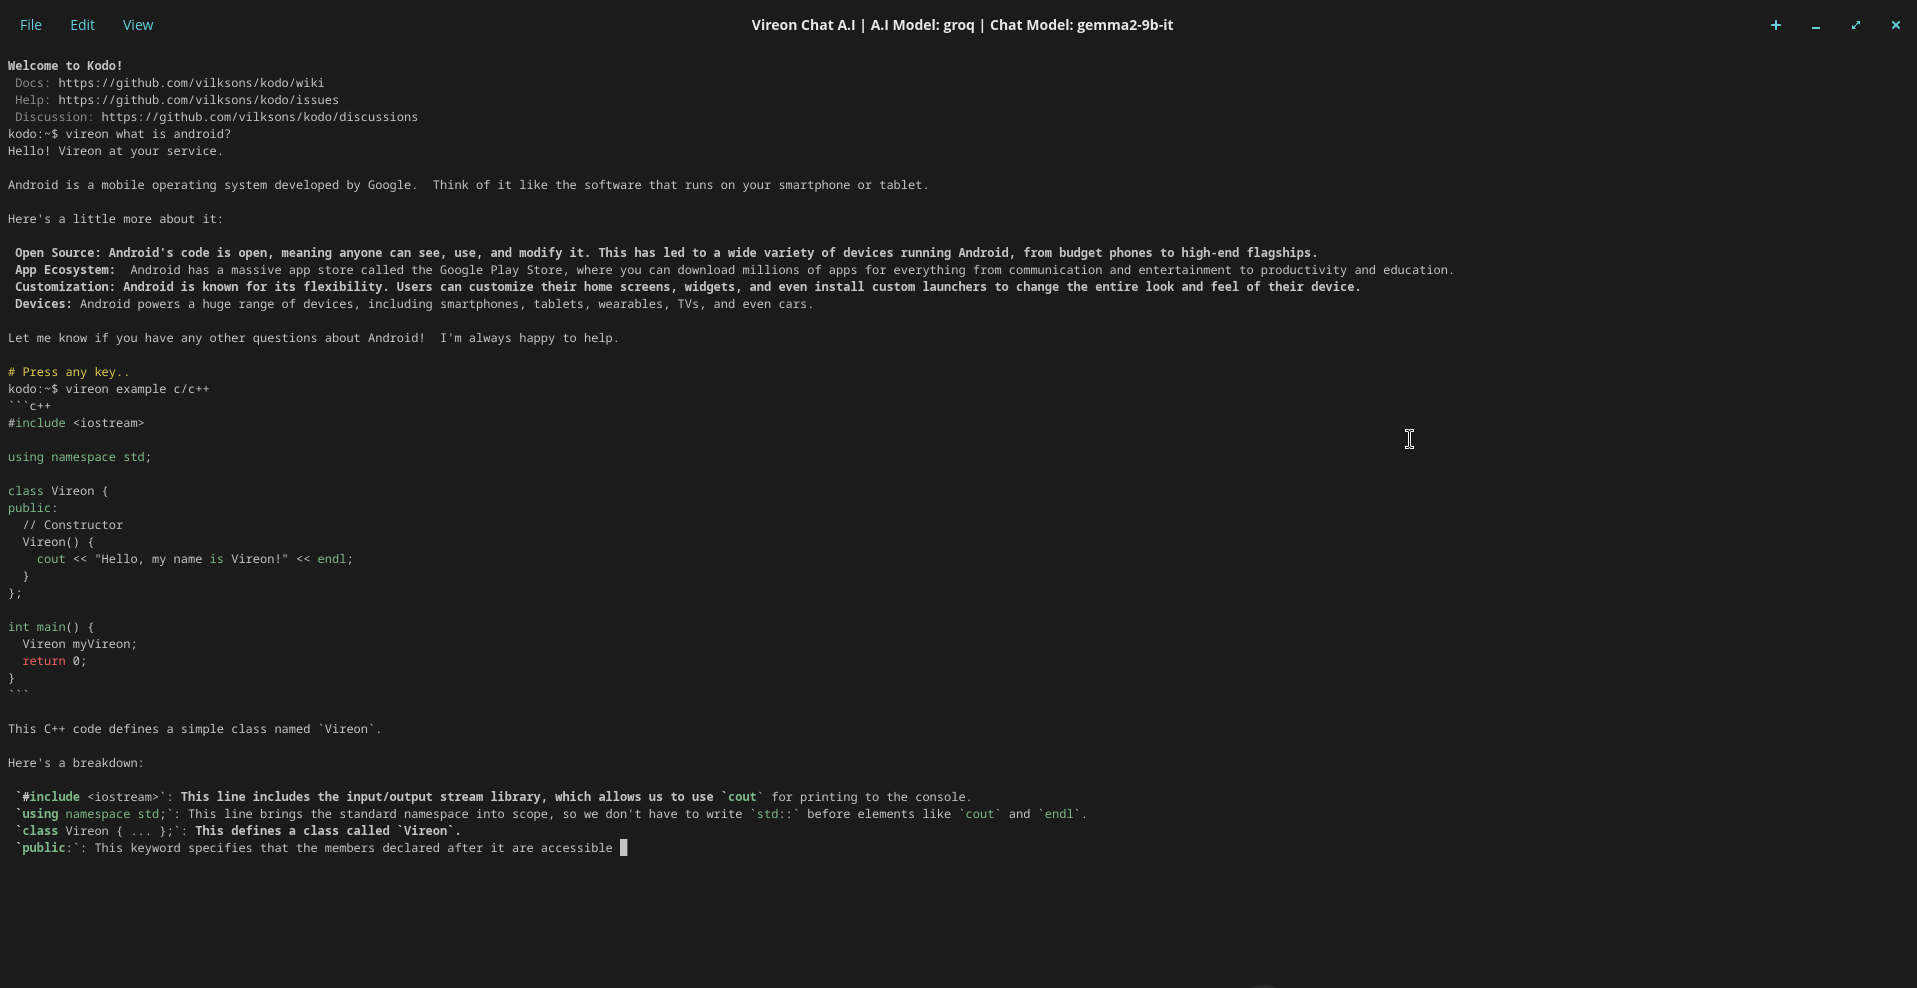 File Edit View Vireon Chat A.I | A.I Model: groq | Chat Model: gemma2-9b-it
Welcome to Kodo!
Docs: https://github.com/vilksons/kodo/wiki
Help: https://github.com/vilksons/kodo/issues
Discussion: https://github.com/vilksons/kodo/discussions
kodo:~$ vireon what is android?
Hello! Vireon at your service.
Android is a mobile operating system developed by Google.  Think of it like the software that runs on your smartphone or tablet.
Here's a little more about it:
Open Source: Android's code is open, meaning anyone can see, use, and modify it. This has led to a wide variety of devices running Android, from budget phones to high-end flagships.
App Ecosystem:  Android has a massive app store called the Google Play Store, where you can download millions of apps for everything from communication and entertainment to productivity and education.
Customization: Android is known for its flexibility. Users can customize their home screens, widgets, and even install custom launchers to change the entire look and feel of their device.
Devices: Android powers a huge range of devices, including smartphones, tablets, wearables, TVs, and even cars.
Let me know if you have any other questions about Android!  I'm always happy to help.
# Press any key..
kodo:~$ vireon example c/c++
```c++
#include <iostream>
using namespace std;
class Vireon {
public:
  // Constructor
  Vireon() {
    cout << "Hello, my name is Vireon!" << endl;
  }
};
int main() {
  Vireon myVireon;
  return 0;
}
```
This C++ code defines a simple class named `Vireon`.
Here's a breakdown:
`#include <iostream>`: This line includes the input/output stream library, which allows us to use `cout` for printing to the console.
`using namespace std;`: This line brings the standard namespace into scope, so we don't have to write `std::` before elements like `cout` and `endl`.
`class Vireon { ... };`: This defines a class called `Vireon`.
`public:`: This keyword specifies that the members declared after it are accessible